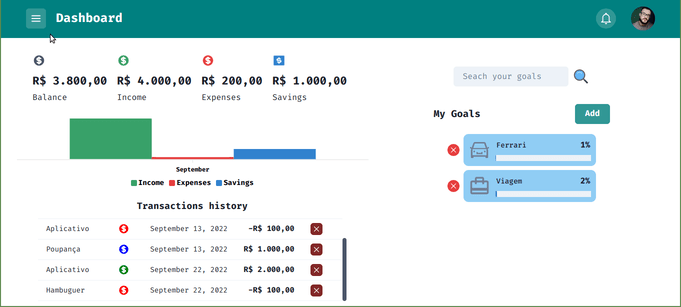 Dashboard
R$ 3.800,00 R$ 4.000,00 R$ 200,00 R$ 1.000,00
Balance Income Expenses Savings
September
Income Expenses Savings
Transactions history
Aplicativo September 13, 2022 -R$ 100,00
Poupança September 13, 2022 R$ 1.000,00
Aplicativo September 22, 2022 R$ 2.000,00
Hambuguer September 22, 2022 -R$ 100,00
Seach your goals
My Goals Add
Ferrari 1%
Viagem 2%